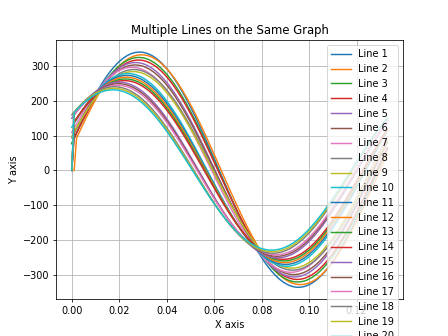 Multiple Lines on the Same Graph
Y axis
300
200
100
0
−100
−200
−300
0.00
0.02
0.04
0.06
0.08
0.10
X axis
Line 1
Line 2
Line 3
Line 4
Line 5
Line 6
Line 7
Line 8
Line 9
Line 10
Line 11
Line 12
Line 13
Line 14
Line 15
Line 16
Line 17
Line 18
Line 19
Line 20